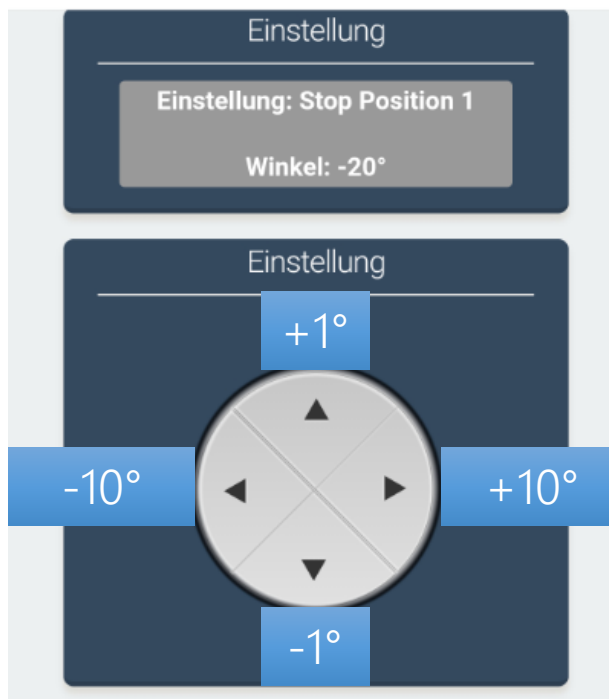 Einstellung
Einstellung: Stop Position 1
Winkel: -20°
Einstellung
+1°
-10°
+10°
-1°